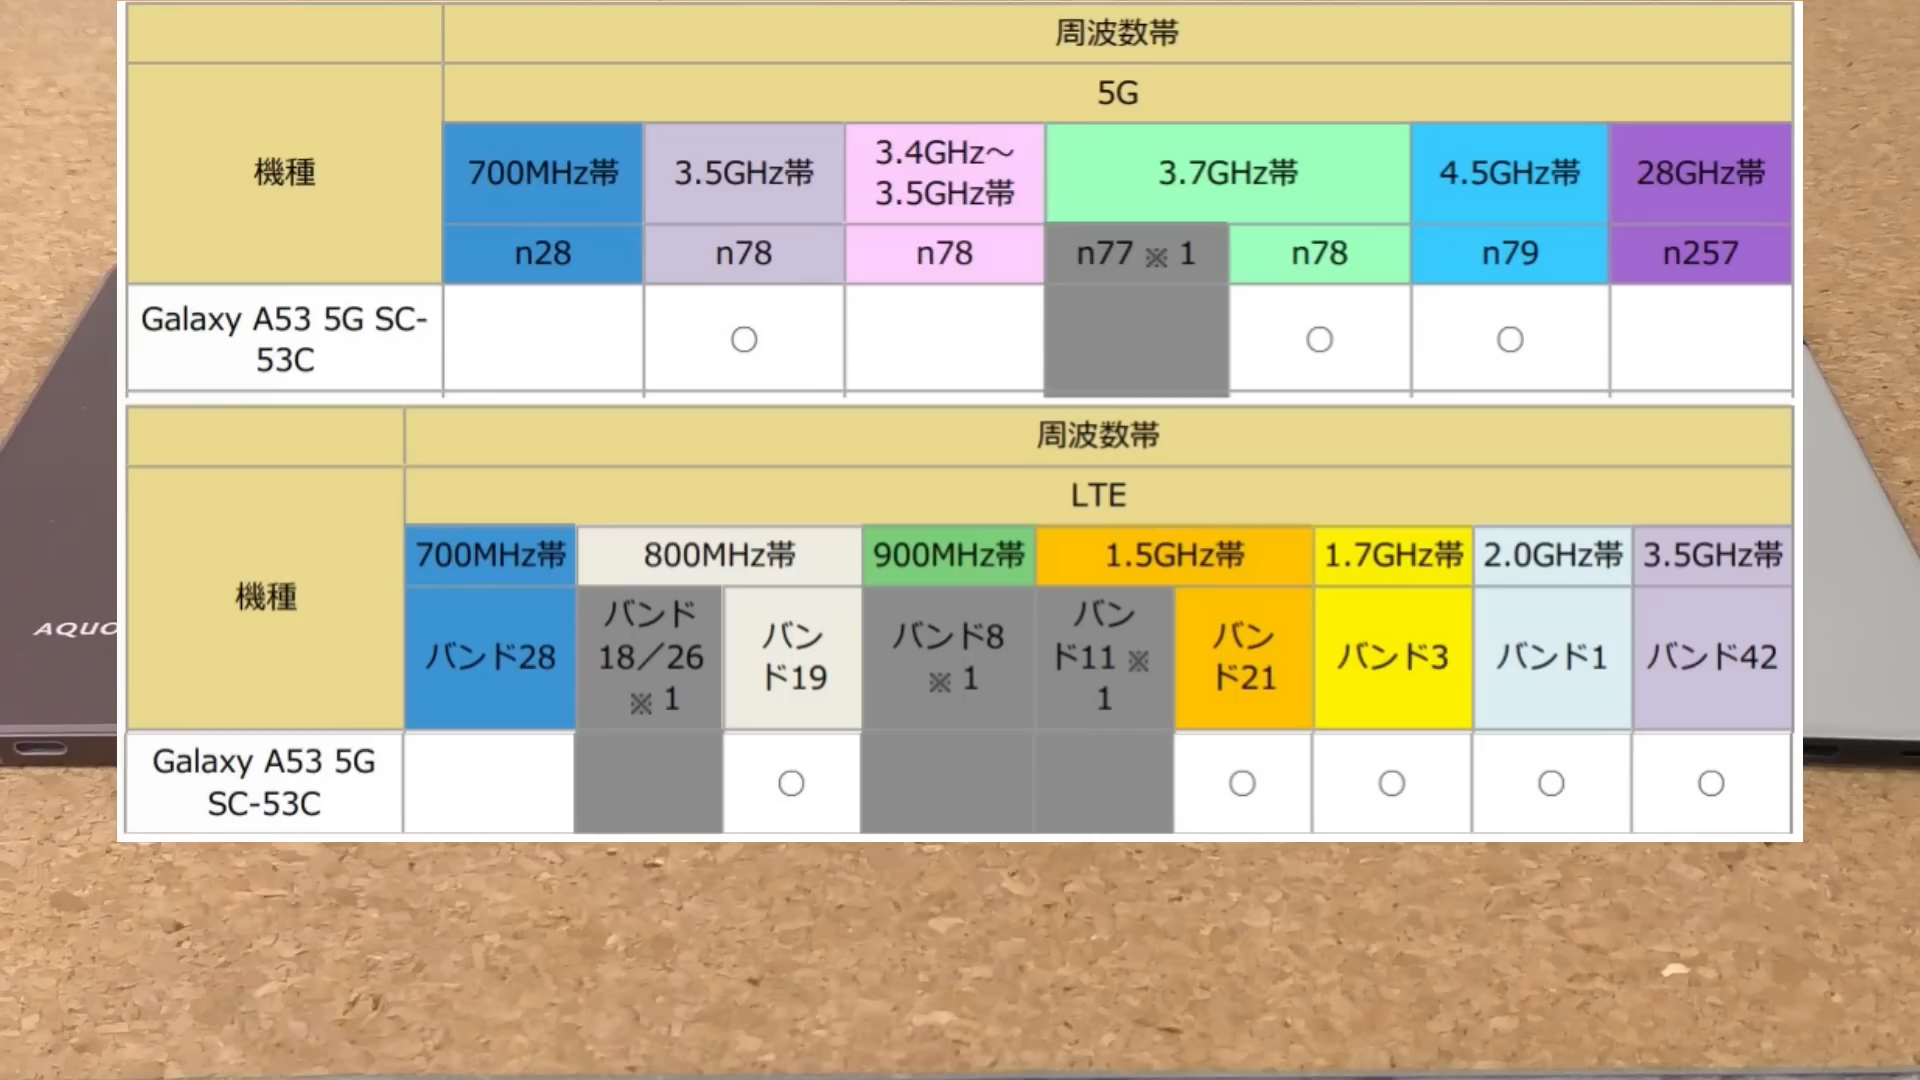 周波数帯
5G
機種
700MHz帯 3.5GHz帯 3.4GHz～ 3.7GHz帯 4.5GHz帯 28GHz帯
3.5GHz帯
n28 n78 n78 n77 ※ 1 n78 n79 n257
Galaxy A53 5G SC-
53C
○ ○ ○
周波数帯
LTE
機種
700MHz帯 800MHz帯 900MHz帯 1.5GHz帯 1.7GHz帯 2.0GHz帯 3.5GHz帯
バンド28
バンド
18／26
※ 1
バン
ド19
バンド8
※ 1
バン
ド11 ※
1
バン
ド21
バンド3
バンド1
バンド42
Galaxy A53 5G
SC-53C
○ ○ ○ ○ ○